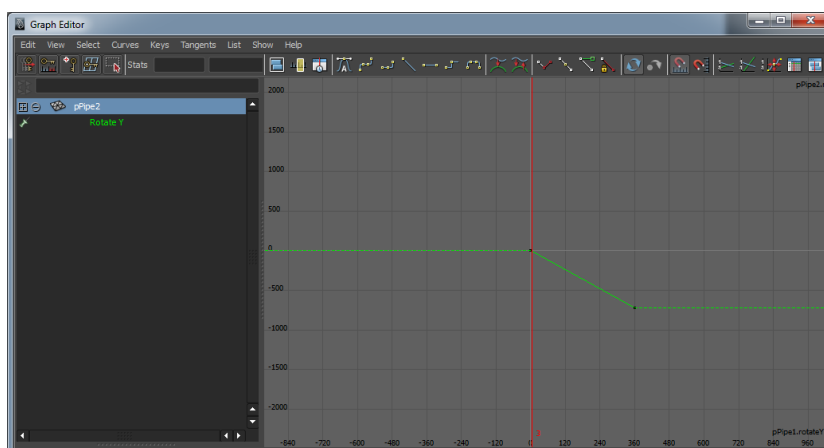 Graph Editor
Edit View Select Curves Keys Tangents List Show Help
Stats
pPipe2
Rotate Y
pPipe2.r
2000
1500
1000
500
0
-500
-1000
-1500
-2000
1
pPipe1.rotateY
-840 -720 -600 -480 -360 -240 -120 0 120 240 360 480 600 720 840 960